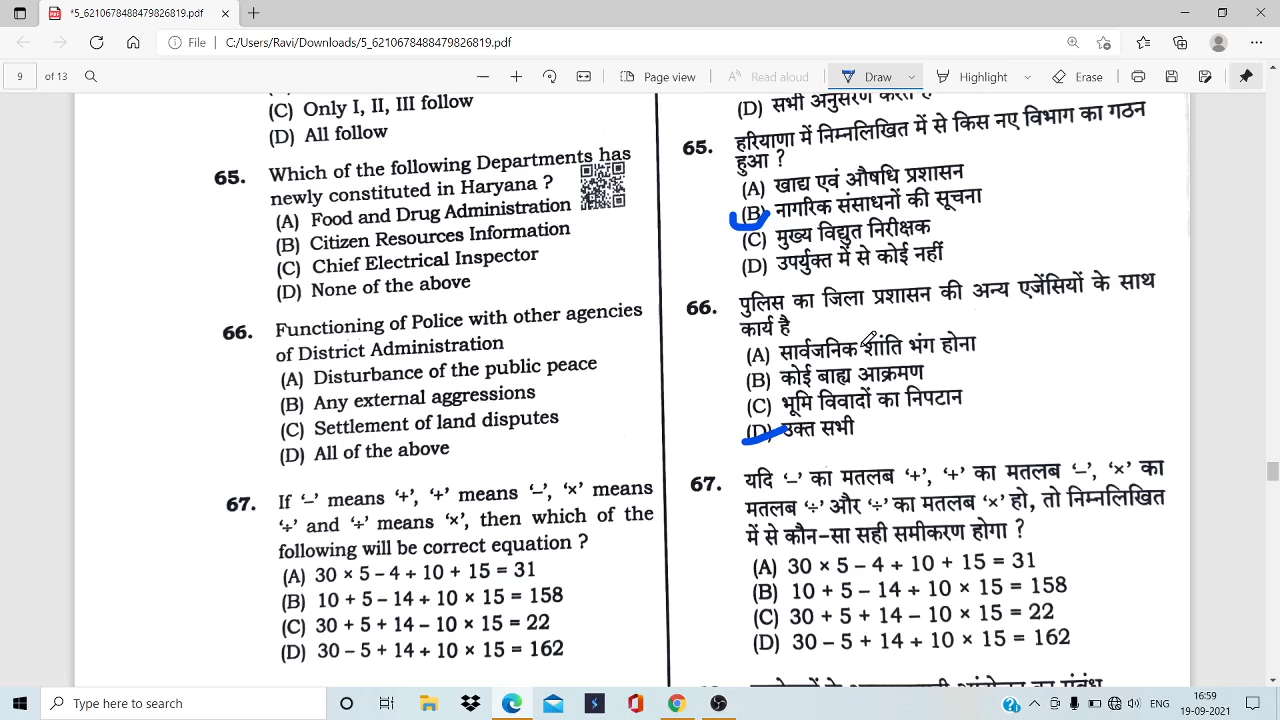 *5_6210678488479826819.pdf
File C:/Users/Ravi/Downloads/5_6210678488479826819.pdf
9 of 13 Page view Read aloud Draw Highlight Erase
(C) Only I, II, III follow
(D) All follow
65. Which of the following Departments has
newly constituted in Haryana ?
(A) Food and Drug Administration
(B) Citizen Resources Information
(C) Chief Electrical Inspector
(D) None of the above
66. Functioning of Police with other agencies
of District Administration
(A) Disturbance of the public peace
(B) Any external aggressions
(C) Settlement of land disputes
(D) All of the above
67. If ‘–’ means ‘+’, ‘+’ means ‘–’, ‘×’ means
‘÷’ and ‘÷’ means ‘×’, then which of the
following will be correct equation ?
(A) 30 × 5 – 4 ÷ 10 + 15 = 31
(B) 10 + 5 – 14 ÷ 10 × 15 = 158
(C) 30 + 5 + 14 – 10 × 15 = 22
(D) 30 – 5 + 14 ÷ 10 × 15 = 162
(D) सभी अनुसरण करते हैं
65. हरियाणा में निम्नलिखित में से किस नए विभाग का गठन
हुआ ?
(A) खाद्य एवं औषधि प्रशासन
(B) नागरिक संसाधनों की सूचना
(C) मुख्य विद्युत निरीक्षक
(D) उपर्युक्त में से कोई नहीं
66. पुलिस का जिला प्रशासन की अन्य एजेंसियों के साथ
कार्य है
(A) सार्वजनिक शांति भंग होना
(B) कोई बाह्य आक्रमण
(C) भूमि विवादों का निपटान
(D) उक्त सभी
67. यदि ‘–’ का मतलब ‘+’, ‘+’ का मतलब ‘–’, ‘×’ का
मतलब ‘÷’ और ‘÷’ का मतलब ‘×’ हो, तो निम्नलिखित
में से कौन-सा सही समीकरण होगा ?
(A) 30 × 5 – 4 ÷ 10 + 15 = 31
(B) 10 + 5 – 14 ÷ 10 × 15 = 158
(C) 30 + 5 + 14 – 10 × 15 = 22
(D) 30 – 5 + 14 ÷ 10 × 15 = 162
Type here to search
ENG 16:59
19-09-2021